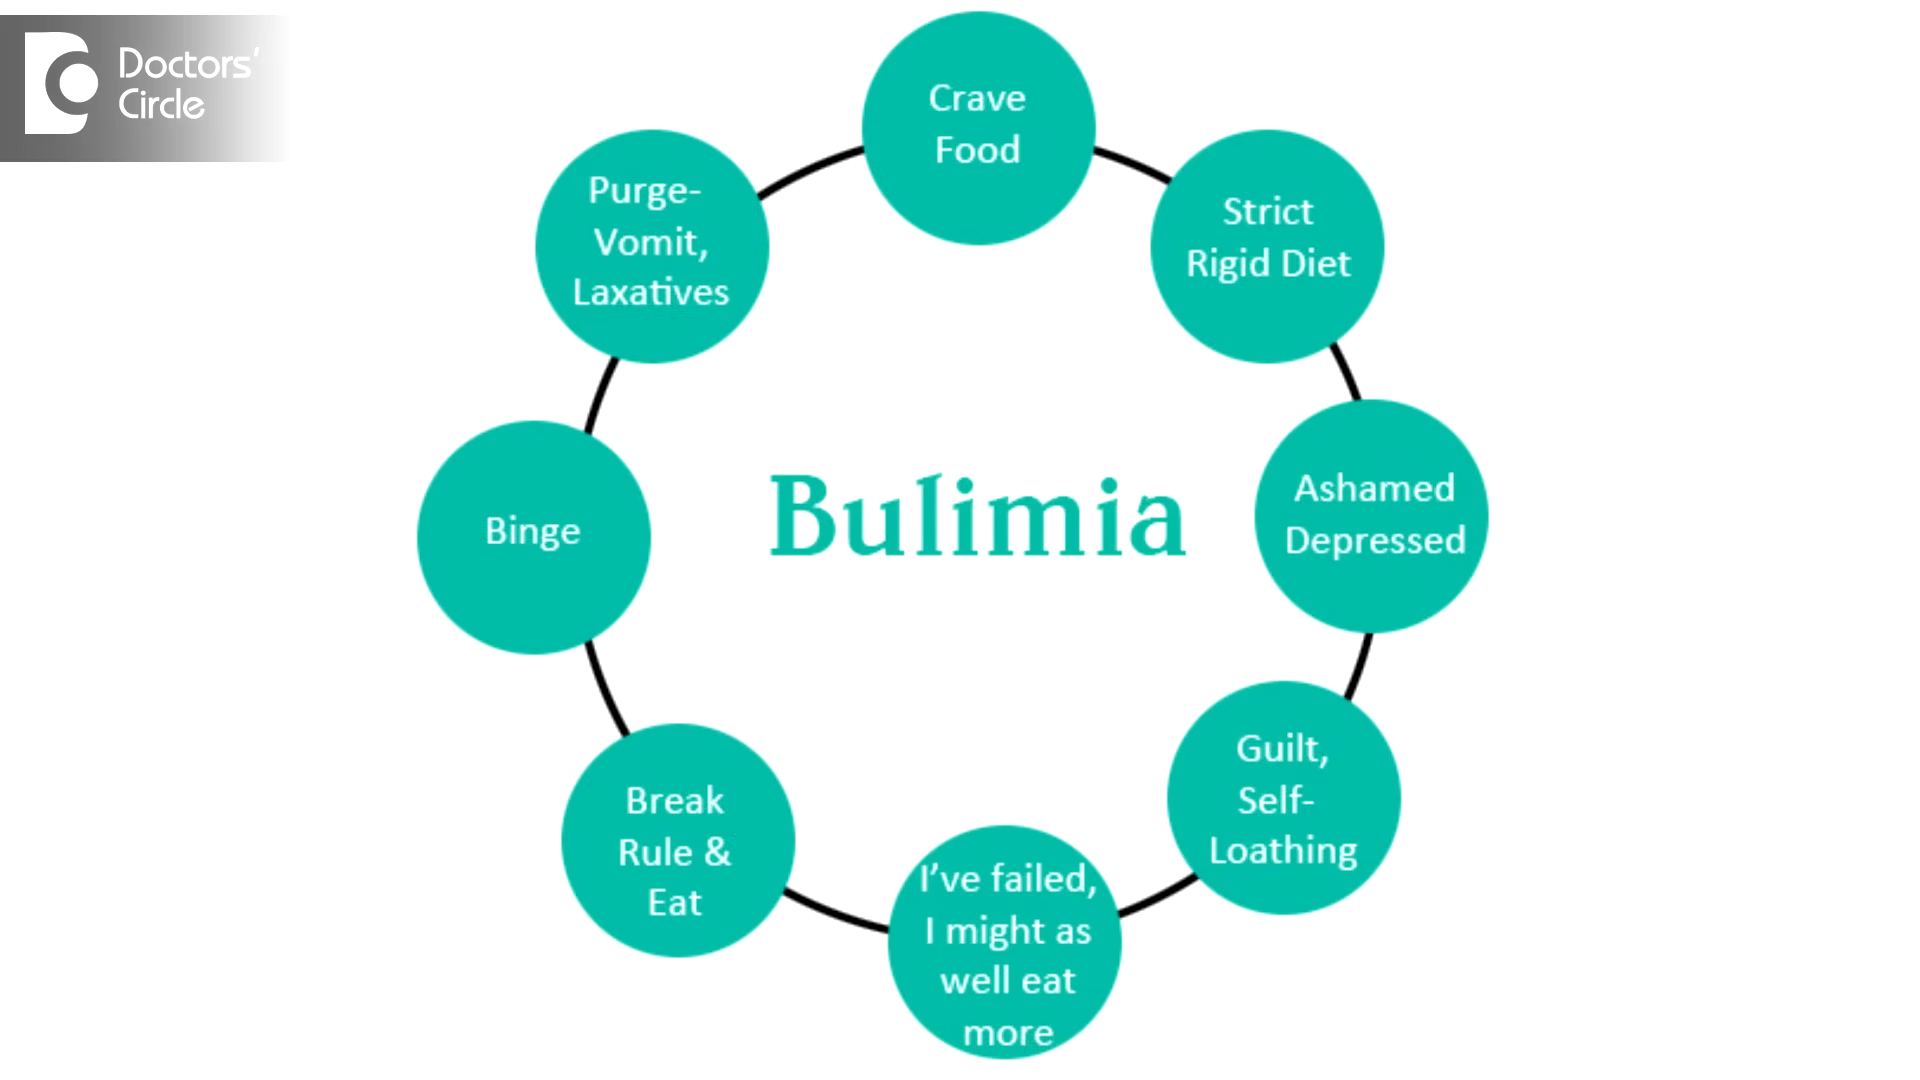 Doctors'
Circle
Crave
Food
Strict
Rigid Diet
Ashamed
Depressed
Guilt,
Self-
Loathing
I’ve failed,
I might as
well eat
more
Break
Rule &
Eat
Binge
Purge-
Vomit,
Laxatives
Bulimia